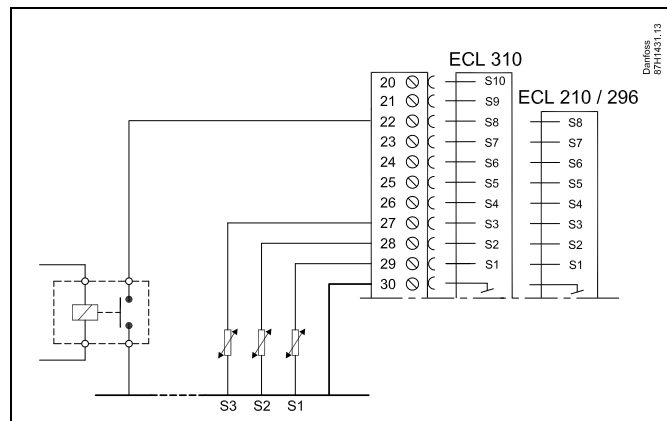 Danfoss
87H1431.13
ECL 310
ECL 210 / 296
20 S10
21 S9
22 S8 S8
23 S7 S7
24 S6 S6
25 S5 S5
26 S4 S4
27 S3 S3
28 S2 S2
29 S1 S1
30
S3 S2 S1